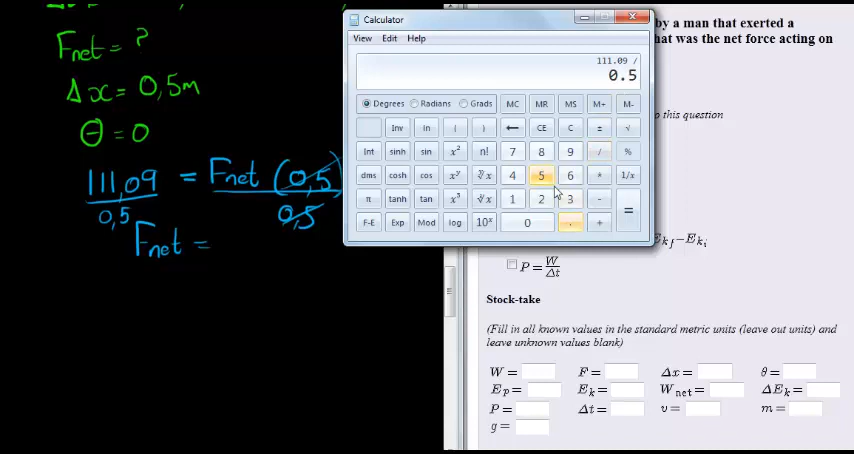 Fnet = ?
Δx = 0,5m
θ = 0
111,09 = Fnet (0,5)
0,5 0,5
Fnet =
Calculator
View Edit Help
111.09 /
0.5
Degrees Radians Grads MC MR MS M+ M-
Inv ln ( ) ← CE C ± √
Int sinh sin x² n! 7 8 9 / %
dms cosh cos xʸ ʸ√x 4 5 6 * 1/x
π tanh tan x³ ³√x 1 2 3 - =
F-E Exp Mod log 10ˣ 0 . +
by a man that exerted a
hat was the net force acting on
o this question
Ekf − Eki
P = W/Δt
Stock-take
(Fill in all known values in the standard metric units (leave out units) and
leave unknown values blank)
W = F = Δx = θ =
Ep = Ek = Wnet = ΔEk =
P = Δt = v = m =
g =